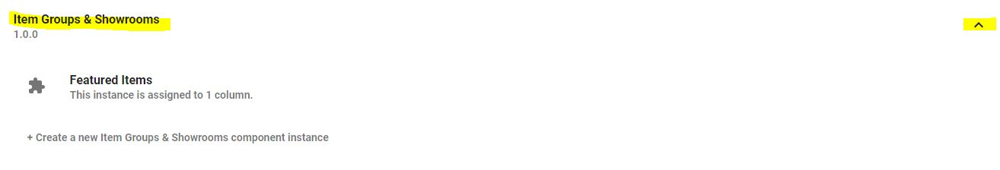 Item Groups & Showrooms
1.0.0
Featured Items
This instance is assigned to 1 column.
+ Create a new Item Groups & Showrooms component instance